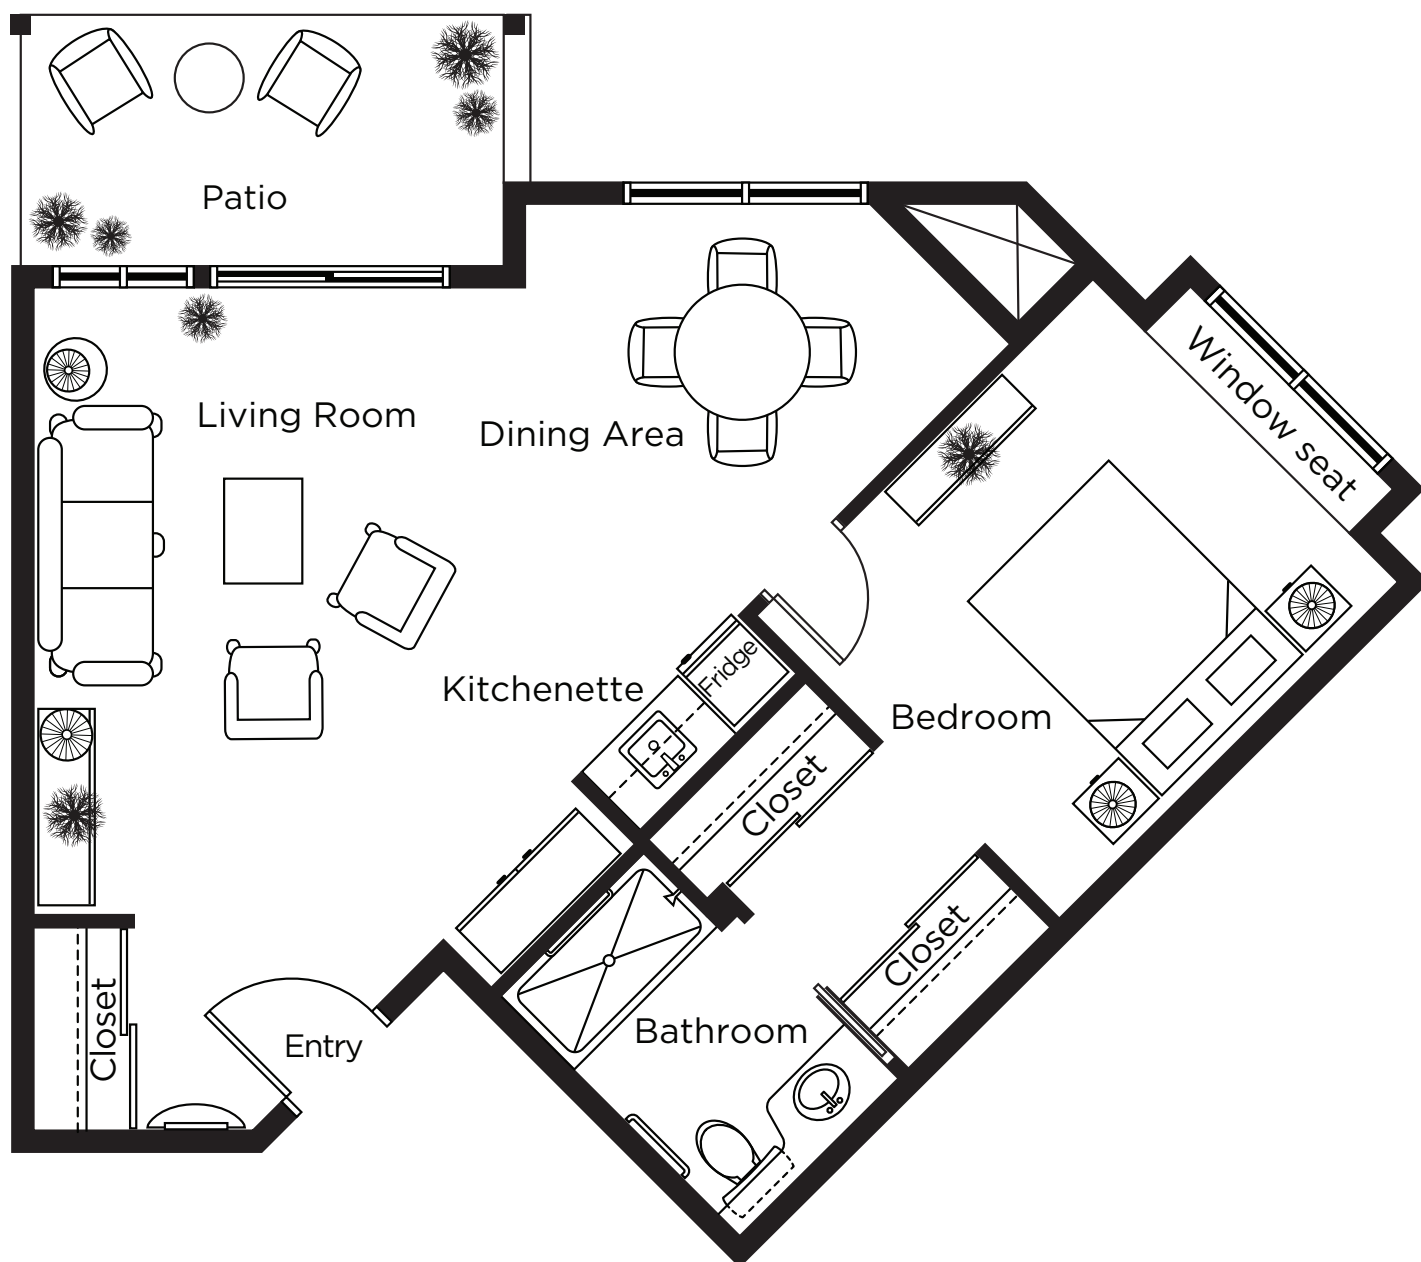 Patio
Window seat
Living Room
Dining Area
Fridge
Kitchenette
Bedroom
Closet
Closet
Closet
Bathroom
Entry